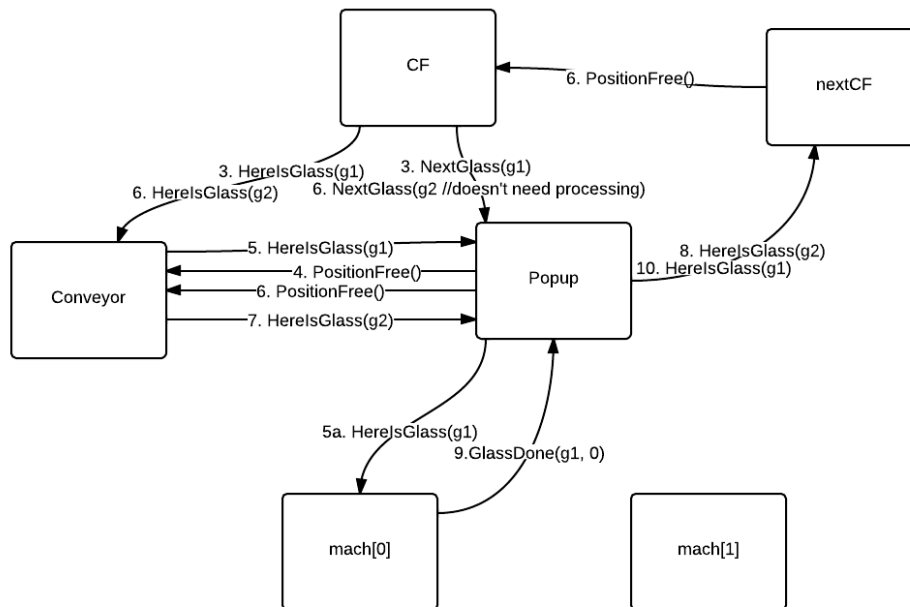 CF
nextCF
6. PositionFree()
3. HereIsGlass(g1)
6. HereIsGlass(g2)
3. NextGlass(g1)
6. NextGlass(g2 //doesn't need processing)
Conveyor
5. HereIsGlass(g1)
4. PositionFree()
6. PositionFree()
7. HereIsGlass(g2)
Popup
8. HereIsGlass(g2)
10. HereIsGlass(g1)
5a. HereIsGlass(g1)
9.GlassDone(g1, 0)
mach[0]
mach[1]